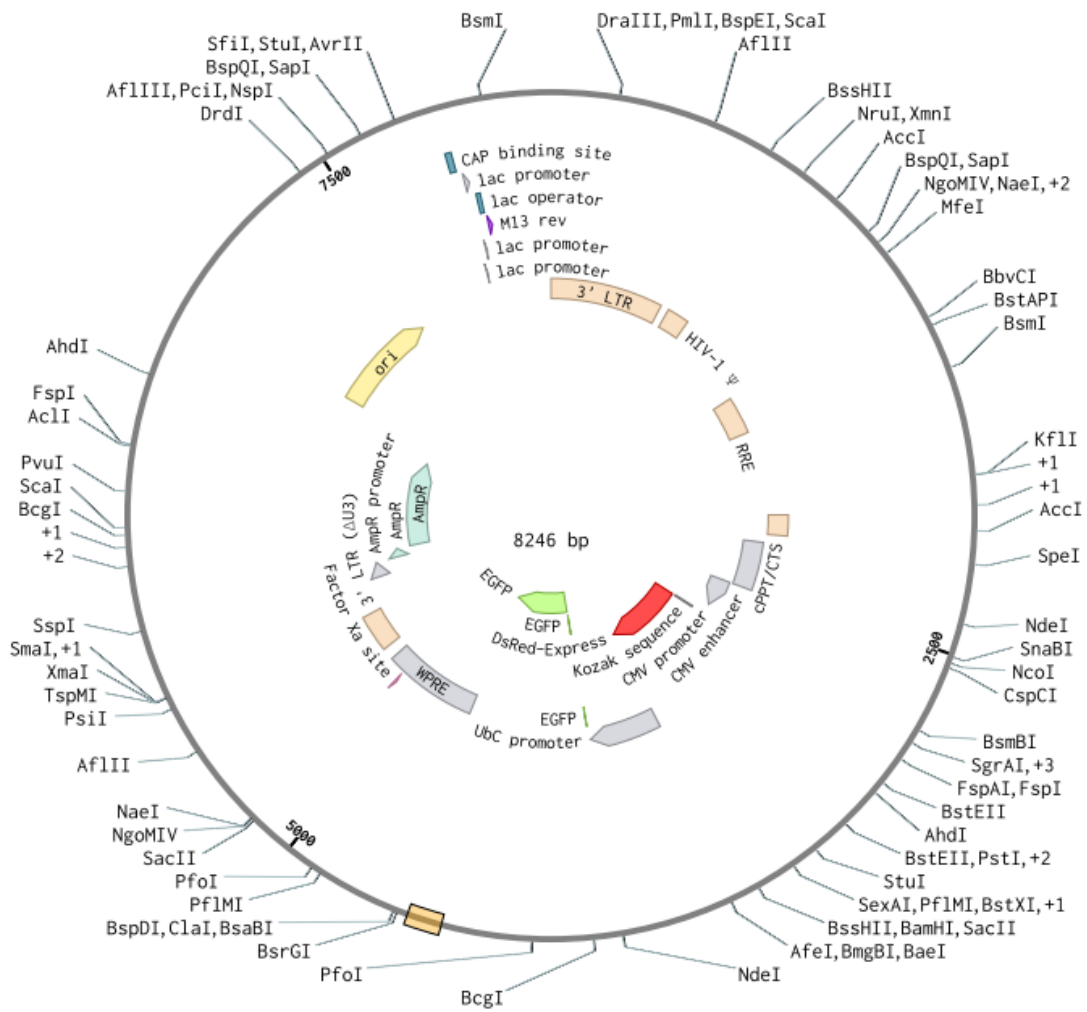 BsmI
DraIII,PmlI,BspEI,ScaI
SfiI,StuI,AvrII
AflII
BspQI,SapI
AflIII,PciI,NspI
BssHII
DrdI
NruI,XmnI
AccI
BspQI,SapI
7500
CAP binding site
NgoMIV,NaeI,+2
lac promoter
MfeI
lac operator
M13 rev
lac promoter
lac promoter
BbvCI
3’ LTR
BstAPI
BsmI
AhdI
HIV-1 Ψ
ori
FspI
AclI
KflI
RRE
PvuI
+1
ScaI
+1
BcgI
AccI
+1
+2
AmpR promoter
AmpR
AmpR
3’ LTR (ΔU3)
8246 bp
SpeI
EGFP
cPPT/CTS
Factor Xa site
EGFP
DsRed-Express
Kozak sequence
CMV promoter
CMV enhancer
SspI
NdeI
SmaI,+1
2500
SnaBI
XmaI
NcoI
TspMI
WPRE
CspCI
PsiI
EGFP
UbC promoter
BsmBI
AflII
SgrAI,+3
FspAI,FspI
NaeI
BstEII
NgoMIV
5000
AhdI
SacII
BstEII,PstI,+2
PfoI
StuI
PflMI
SexAI,PflMI,BstXI,+1
BspDI,ClaI,BsaBI
BssHII,BamHI,SacII
BsrGI
AfeI,BmgBI,BaeI
PfoI
NdeI
BcgI